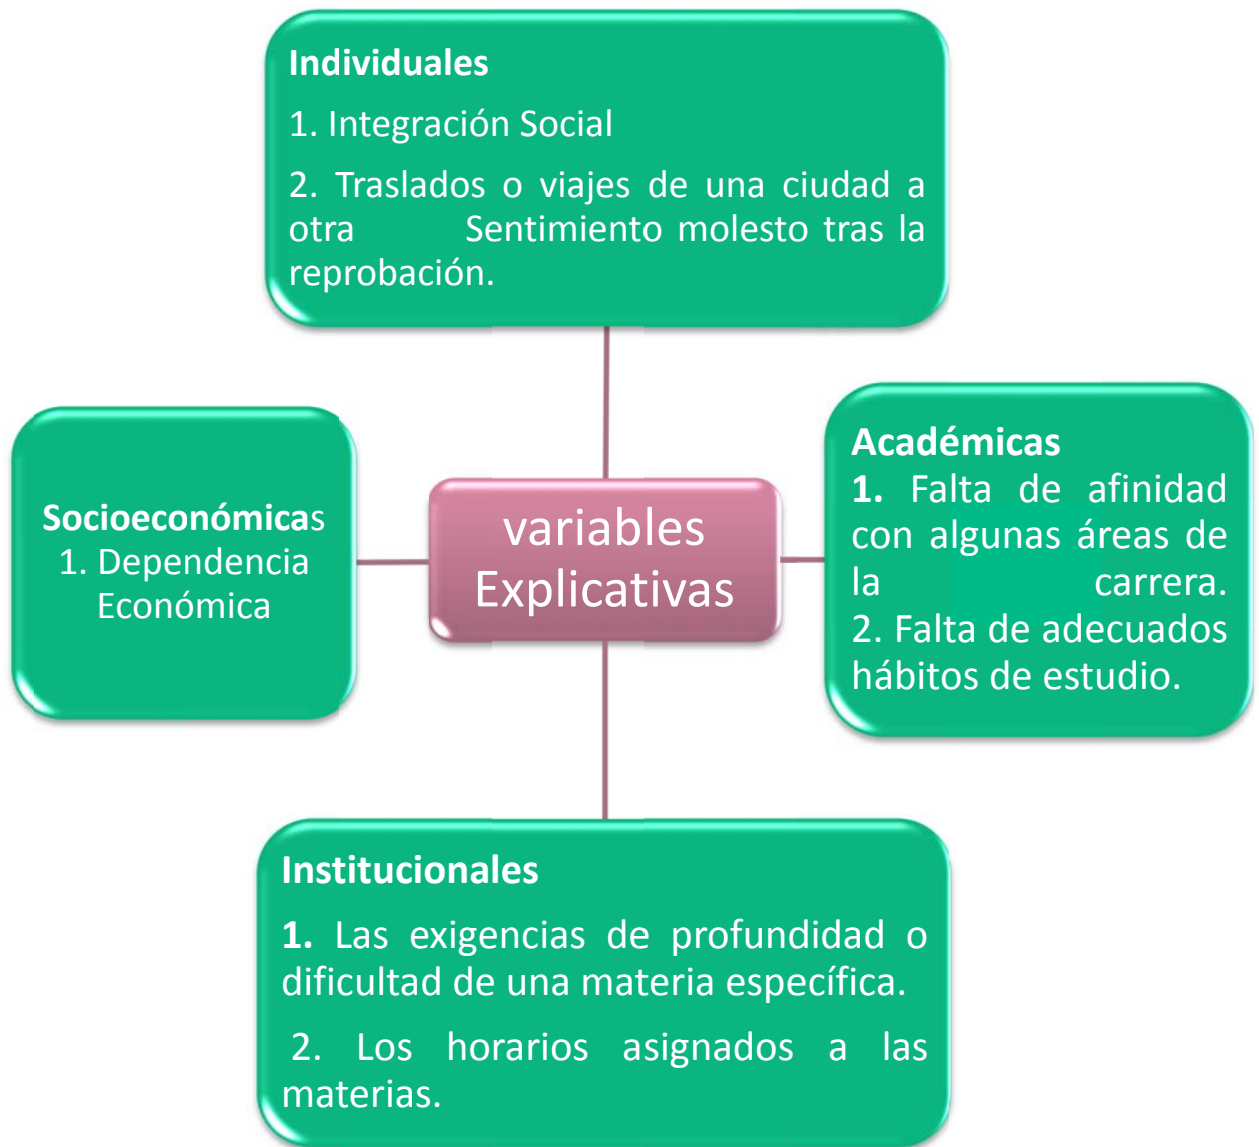 Individuales
1. Integración Social
2. Traslados o viajes de una ciudad a
otra Sentimiento molesto tras la
reprobación.
Socioeconómicas
1. Dependencia
Económica
variables
Explicativas
Académicas
1. Falta de afinidad
con algunas áreas de
la carrera.
2. Falta de adecuados
hábitos de estudio.
Institucionales
1. Las exigencias de profundidad o
dificultad de una materia específica.
2. Los horarios asignados a las
materias.